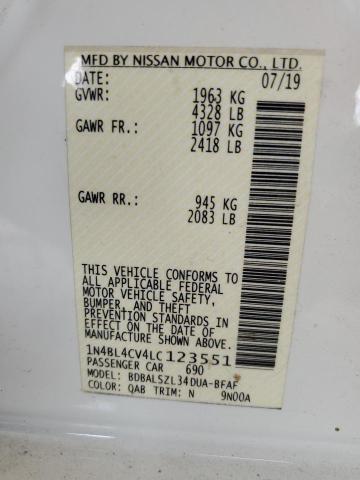 MFD BY NISSAN MOTOR CO., LTD.
DATE: 07/19
GVWR: 1963 KG
4328 LB
GAWR FR.: 1097 KG
2418 LB
GAWR RR.: 945 KG
2083 LB
THIS VEHICLE CONFORMS TO
ALL APPLICABLE FEDERAL
MOTOR VEHICLE SAFETY,
BUMPER, AND THEFT
PREVENTION STANDARDS
IN EFFECT ON THE DATE OF
MANUFACTURE SHOWN ABOVE.
1N4BL4CV4LC123551
PASSENGER CAR 690
MODEL: BDBALSZL34DUA-BFAF
COLOR: QAB TRIM: N 9N00A